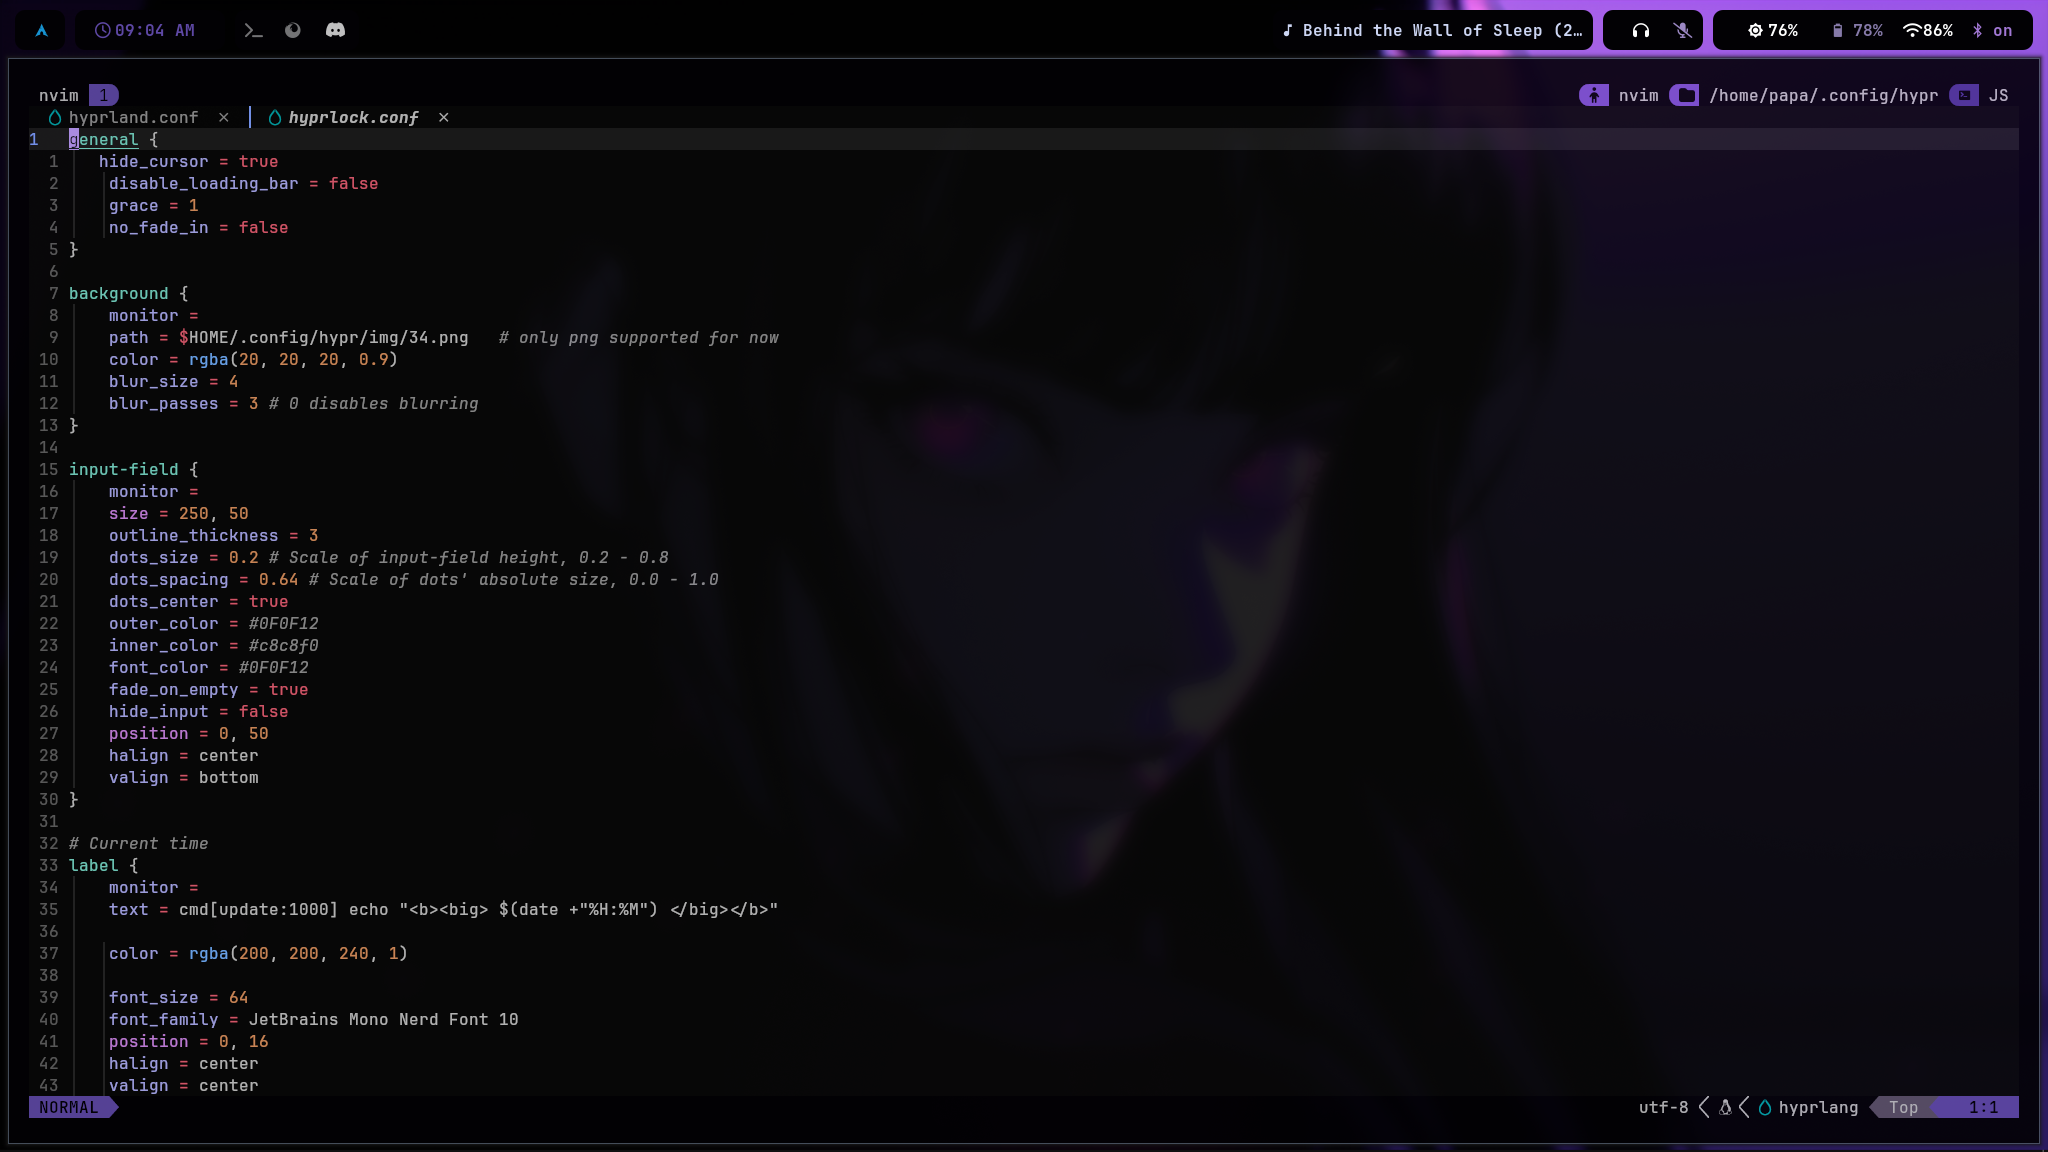 09:04 AM
Behind the Wall of Sleep (2…
76% 78% 86% on
nvim 1
nvim /home/papa/.config/hypr JS
hyprland.conf × hyprlock.conf ×
1 general {
1 hide_cursor = true
2 disable_loading_bar = false
3 grace = 1
4 no_fade_in = false
5 }
6
7 background {
8 monitor =
9 path = $HOME/.config/hypr/img/34.png # only png supported for now
10 color = rgba(20, 20, 20, 0.9)
11 blur_size = 4
12 blur_passes = 3 # 0 disables blurring
13 }
14
15 input-field {
16 monitor =
17 size = 250, 50
18 outline_thickness = 3
19 dots_size = 0.2 # Scale of input-field height, 0.2 - 0.8
20 dots_spacing = 0.64 # Scale of dots' absolute size, 0.0 - 1.0
21 dots_center = true
22 outer_color = #0F0F12
23 inner_color = #c8c8f0
24 font_color = #0F0F12
25 fade_on_empty = true
26 hide_input = false
27 position = 0, 50
28 halign = center
29 valign = bottom
30 }
31
32 # Current time
33 label {
34 monitor =
35 text = cmd[update:1000] echo "<b><big> $(date +"%H:%M") </big></b>"
36
37 color = rgba(200, 200, 240, 1)
38
39 font_size = 64
40 font_family = JetBrains Mono Nerd Font 10
41 position = 0, 16
42 halign = center
43 valign = center
NORMAL
utf-8 hyprlang Top 1:1